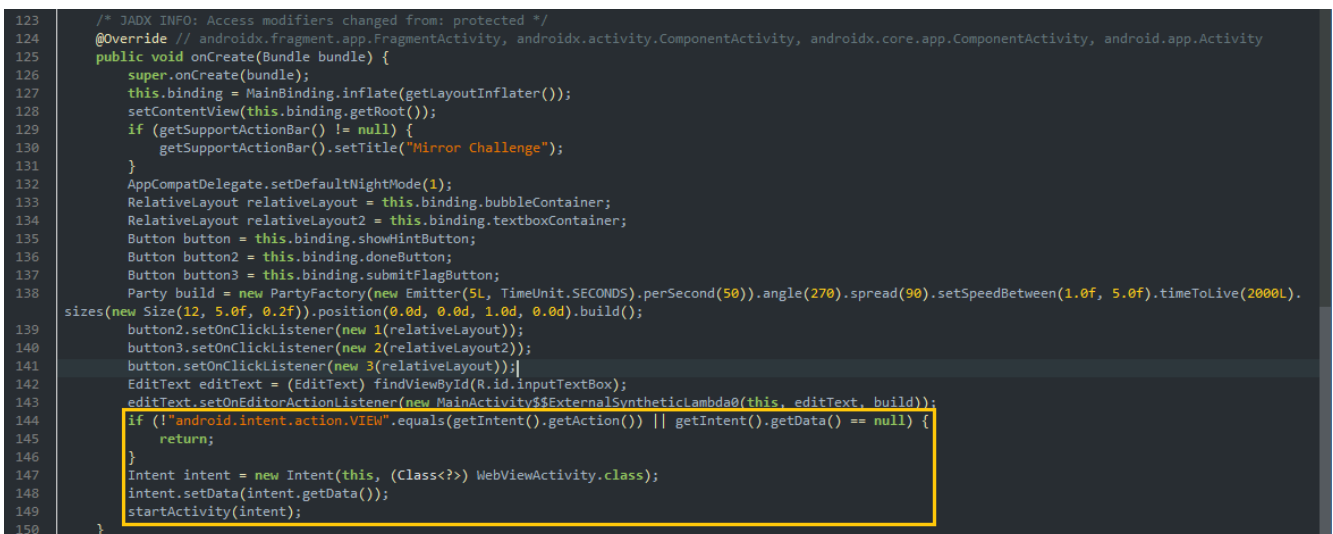 123 /* JADX INFO: Access modifiers changed from: protected */
124 @Override // androidx.fragment.app.FragmentActivity, androidx.activity.ComponentActivity, androidx.core.app.ComponentActivity, android.app.Activity
125 public void onCreate(Bundle bundle) {
126 super.onCreate(bundle);
127 this.binding = MainBinding.inflate(getLayoutInflater());
128 setContentView(this.binding.getRoot());
129 if (getSupportActionBar() != null) {
130 getSupportActionBar().setTitle("Mirror Challenge");
131 }
132 AppCompatDelegate.setDefaultNightMode(1);
133 RelativeLayout relativeLayout = this.binding.bubbleContainer;
134 RelativeLayout relativeLayout2 = this.binding.textboxContainer;
135 Button button = this.binding.showHintButton;
136 Button button2 = this.binding.doneButton;
137 Button button3 = this.binding.submitFlagButton;
138 Party build = new PartyFactory(new Emitter(5L, TimeUnit.SECONDS).perSecond(50)).angle(270).spread(90).setSpeedBetween(1.0f, 5.0f).timeToLive(2000L).
sizes(new Size(12, 5.0f, 0.2f)).position(0.0d, 0.0d, 1.0d, 0.0d).build();
139 button2.setOnClickListener(new 1(relativeLayout));
140 button3.setOnClickListener(new 2(relativeLayout2));
141 button.setOnClickListener(new 3(relativeLayout));
142 EditText editText = (EditText) findViewById(R.id.inputTextBox);
143 editText.setOnEditorActionListener(new MainActivity$$ExternalSyntheticLambda0(this, editText, build));
144 if (!"android.intent.action.VIEW".equals(getIntent().getAction()) || getIntent().getData() == null) {
145 return;
146 }
147 Intent intent = new Intent(this, (Class<?>) WebViewActivity.class);
148 intent.setData(intent.getData());
149 startActivity(intent);
150 }